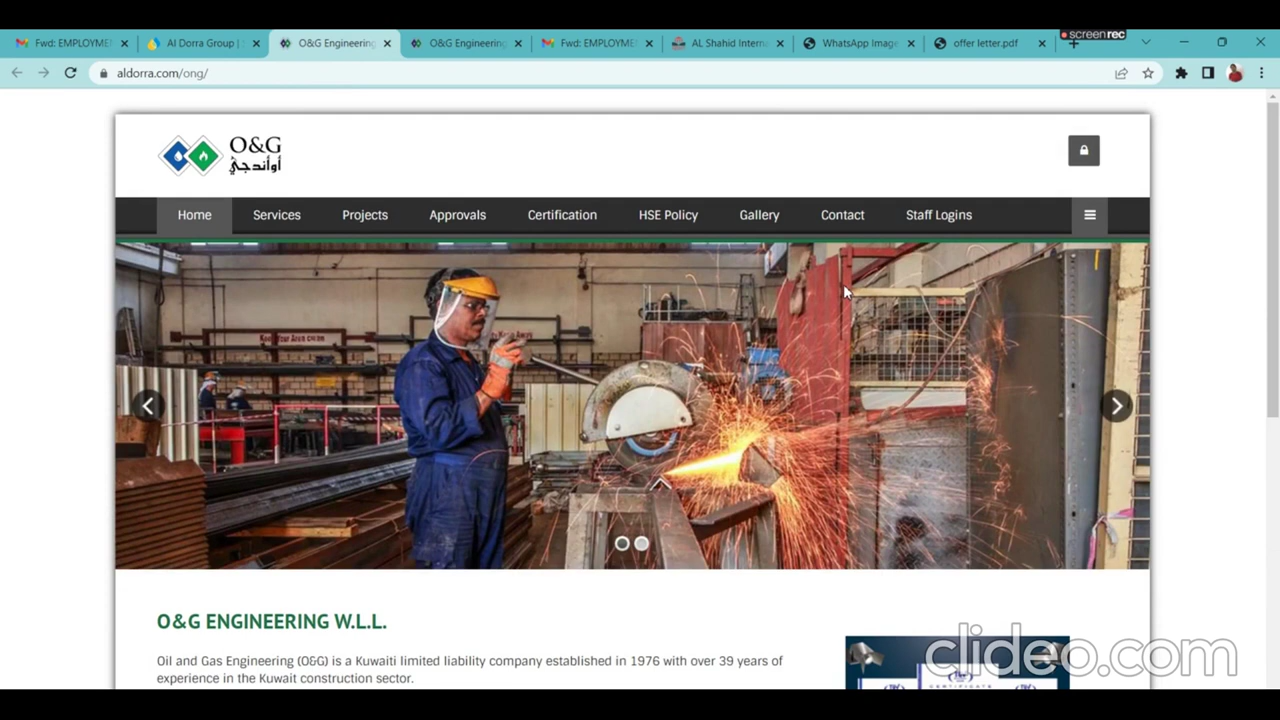 Fwd: EMPLOYME
Al Dorra Group |
O&G Engineering
O&G Engineering
Fwd: EMPLOYME
AL Shahid Intern
WhatsApp Image
offer letter.pdf
screenrec
aldorra.com/ong/
O&G
أوأندجي
Home
Services
Projects
Approvals
Certification
HSE Policy
Gallery
Contact
Staff Logins
O&G ENGINEERING W.L.L.
Oil and Gas Engineering (O&G) is a Kuwaiti limited liability company established in 1976 with over 39 years of
experience in the Kuwait construction sector.
CERTIFICATE
clideo.com